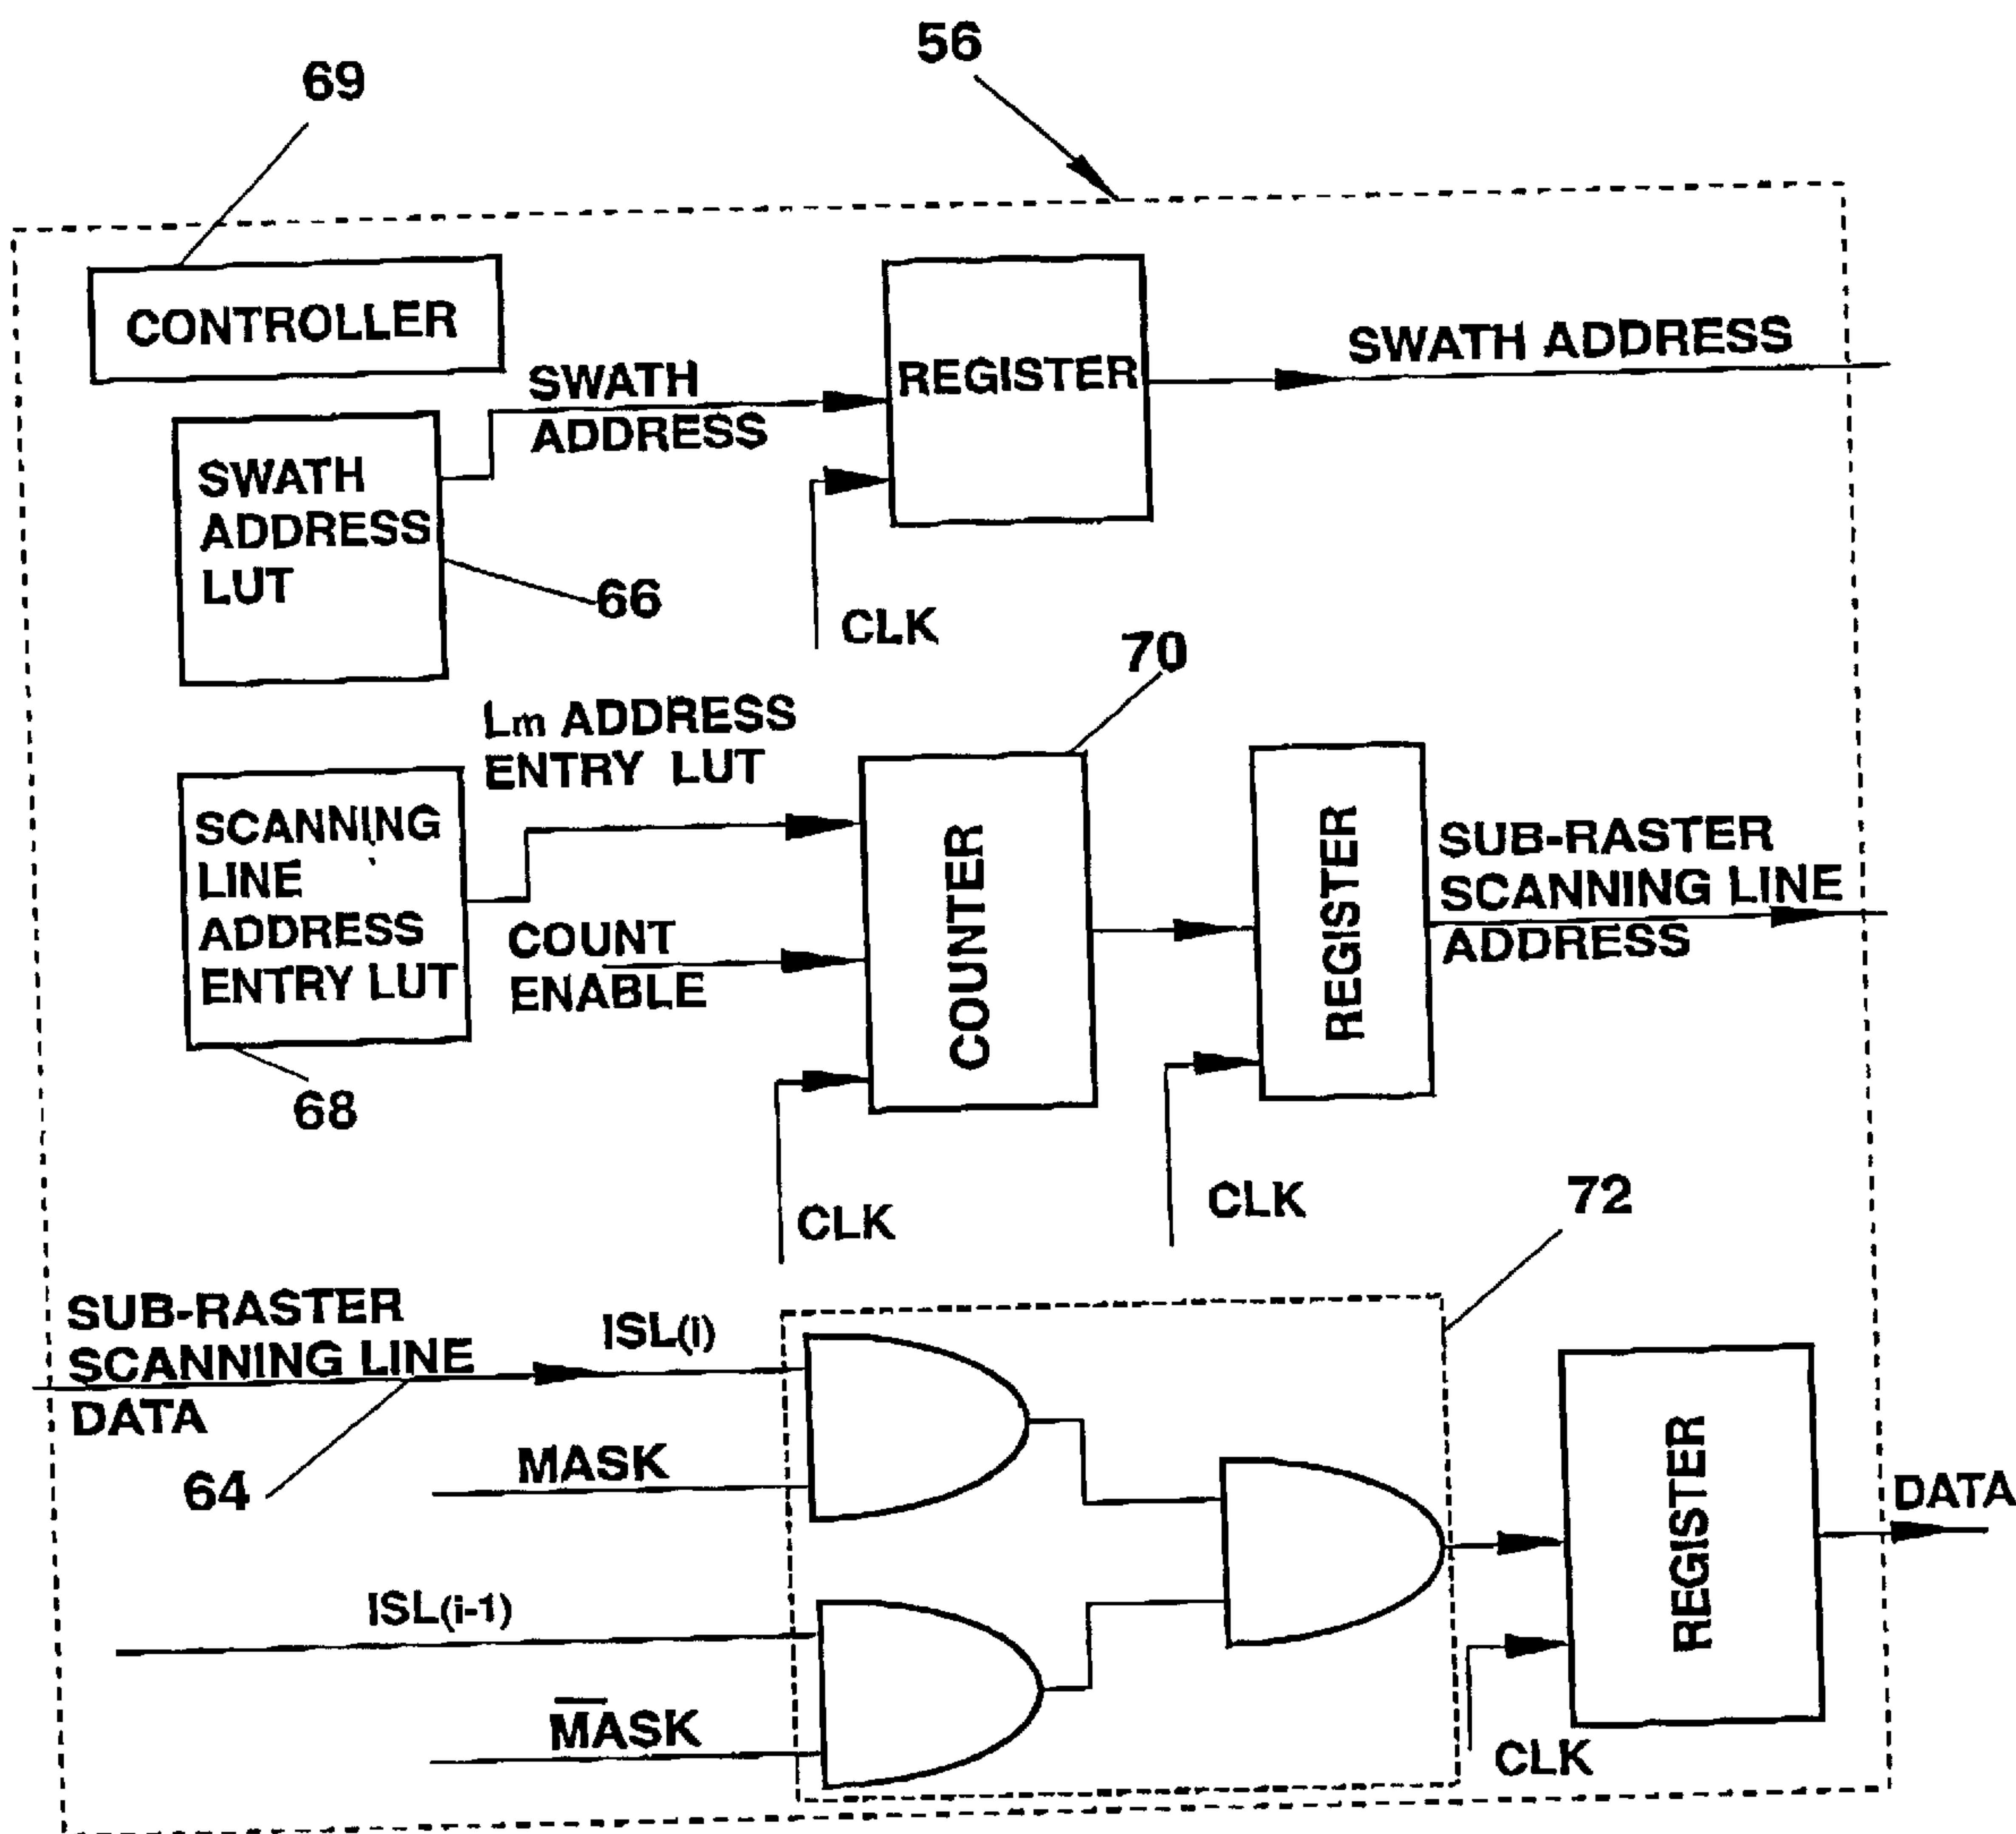 56
69
CONTROLLER
SWATH
ADDRESS
REGISTER
SWATH ADDRESS
SWATH
ADDRESS
LUT
66
CLK
70
Lm ADDRESS
ENTRY LUT
SCANNING
LINE
ADDRESS
ENTRY LUT
COUNT
ENABLE
COUNTER
REGISTER
SUB-RASTER
SCANNING LINE
ADDRESS
68
CLK
CLK
72
SUB-RASTER
SCANNING LINE
DATA
ISL(i)
64
MASK
REGISTER
DATA
ISL(i-1)
M̅A̅SK
CLK